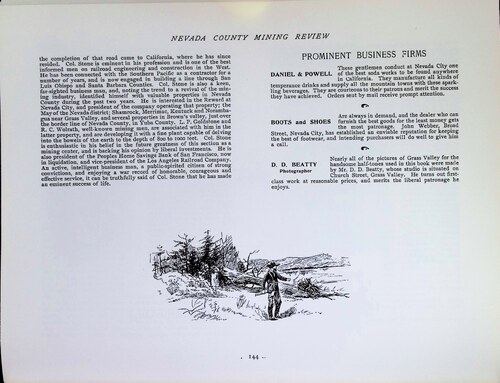 NEVADA COUNTY MINING REVIEW
the completion of that road came to California, where he has since
resided. Col. Stone is eminent in his profession and is one of the best
informed men on railroad engineering and construction in the West.
He has been connected with the Southern Pacific as a contractor for a
number of years, and is now engaged in building a line through San
Luis Obispo and Santa Barbara Counties. Col. Stone is also a keen,
far-sighted business man, and, noting the trend to a revival of the min-
ing industry, identified himself with valuable properties in Nevada
County during the past two years. He is interested in the Reward at
Nevada City, and president of the company operating that property; the
May of the Nevada district, Shamrock, Merrimac, Kentuck and Noramba-
gua near Grass Valley, and several properties in Brown's valley, just over
the border line of Nevada County, in Yuba County. L. P. Goldstone and
R. C. Walrath, well-known mining men, are associated with him in the
latter property, and are developing it with a fine plant capable of delving
into the bowels of the earth to the depth of 800 to 1,000 feet. Col. Stone
is enthusiastic in his belief in the future greatness of this section as a
mining center, and is backing his opinion by liberal investments. He is
also president of the Peoples Home Savings Bank of San Francisco, now
in liquidation, and vice-president of the Los Angeles Railroad Company.
An active, intelligent business man, a public-spirited citizen of strong
convictions, and enjoying a war record of honorable, courageous and
effective service, it can be truthfully said of Col. Stone that he has made
an eminent success of life.
PROMINENT BUSINESS FIRMS
DANIEL & POWELL These gentlemen conduct at Nevada City one
of the best soda works to be found anywhere
in California. They manufacture all kinds of
temperance drinks and supply all the mountain towns with these spark-
ling beverages. They are courteous to their patrons and merit the success
they have achieved. Orders sent by mail receive prompt attention.
BOOTS and SHOES Are always in demand, and the dealer who can
furnish the best goods for the least money gets
the most patronage. John Webber, Broad
Street, Nevada City, has established an enviable reputation for keeping
the best of footwear, and intending purchasers will do well to give him
a call.
D. D. BEATTY
Photographer
Nearly all of the pictures of Grass Valley for the
handsome half-tones used in this book were made
by Mr. D. D. Beatty, whose studio is situated on
Church Street, Grass Valley. He turns out first-
class work at reasonable prices, and merits the liberal patronage he
enjoys.
- 144 -